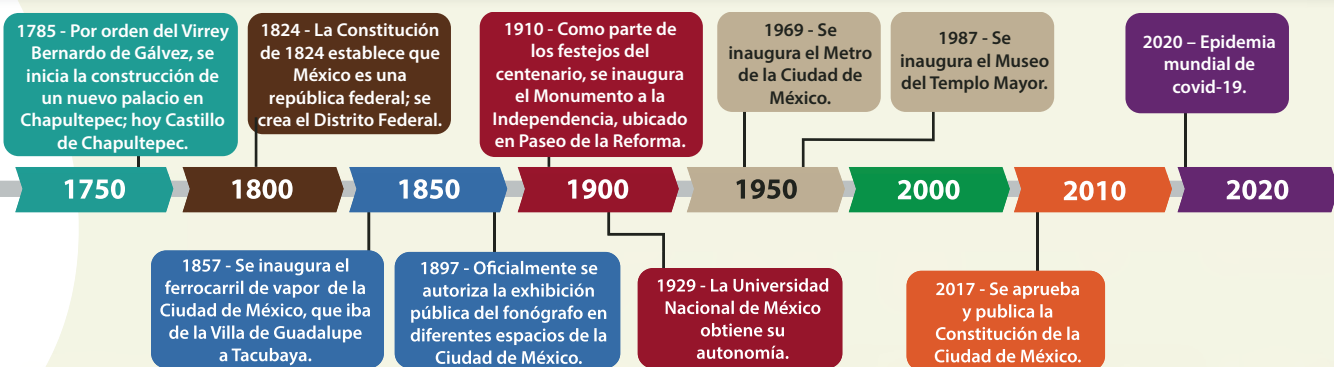 1785 - Por orden del Virrey
Bernardo de Gálvez, se
inicia la construcción de
un nuevo palacio en
Chapultepec; hoy Castillo
de Chapultepec.
1824 - La Constitución
de 1824 establece que
México es una
república federal; se
crea el Distrito Federal.
1910 - Como parte de
los festejos del
centenario, se inaugura
el Monumento a la
Independencia, ubicado
en Paseo de la Reforma.
1969 - Se
inaugura el Metro
de la Ciudad de
México.
1987 - Se
inaugura el Museo
del Templo Mayor.
2020 – Epidemia
mundial de
covid-19.
1750
1800
1850
1900
1950
2000
2010
2020
1857 - Se inaugura el
ferrocarril de vapor de la
Ciudad de México, que iba
de la Villa de Guadalupe
a Tacubaya.
1897 - Oficialmente se
autoriza la exhibición
pública del fonógrafo en
diferentes espacios de la
Ciudad de México.
1929 - La Universidad
Nacional de México
obtiene su
autonomía.
2017 - Se aprueba
y publica la
Constitución de la
Ciudad de México.